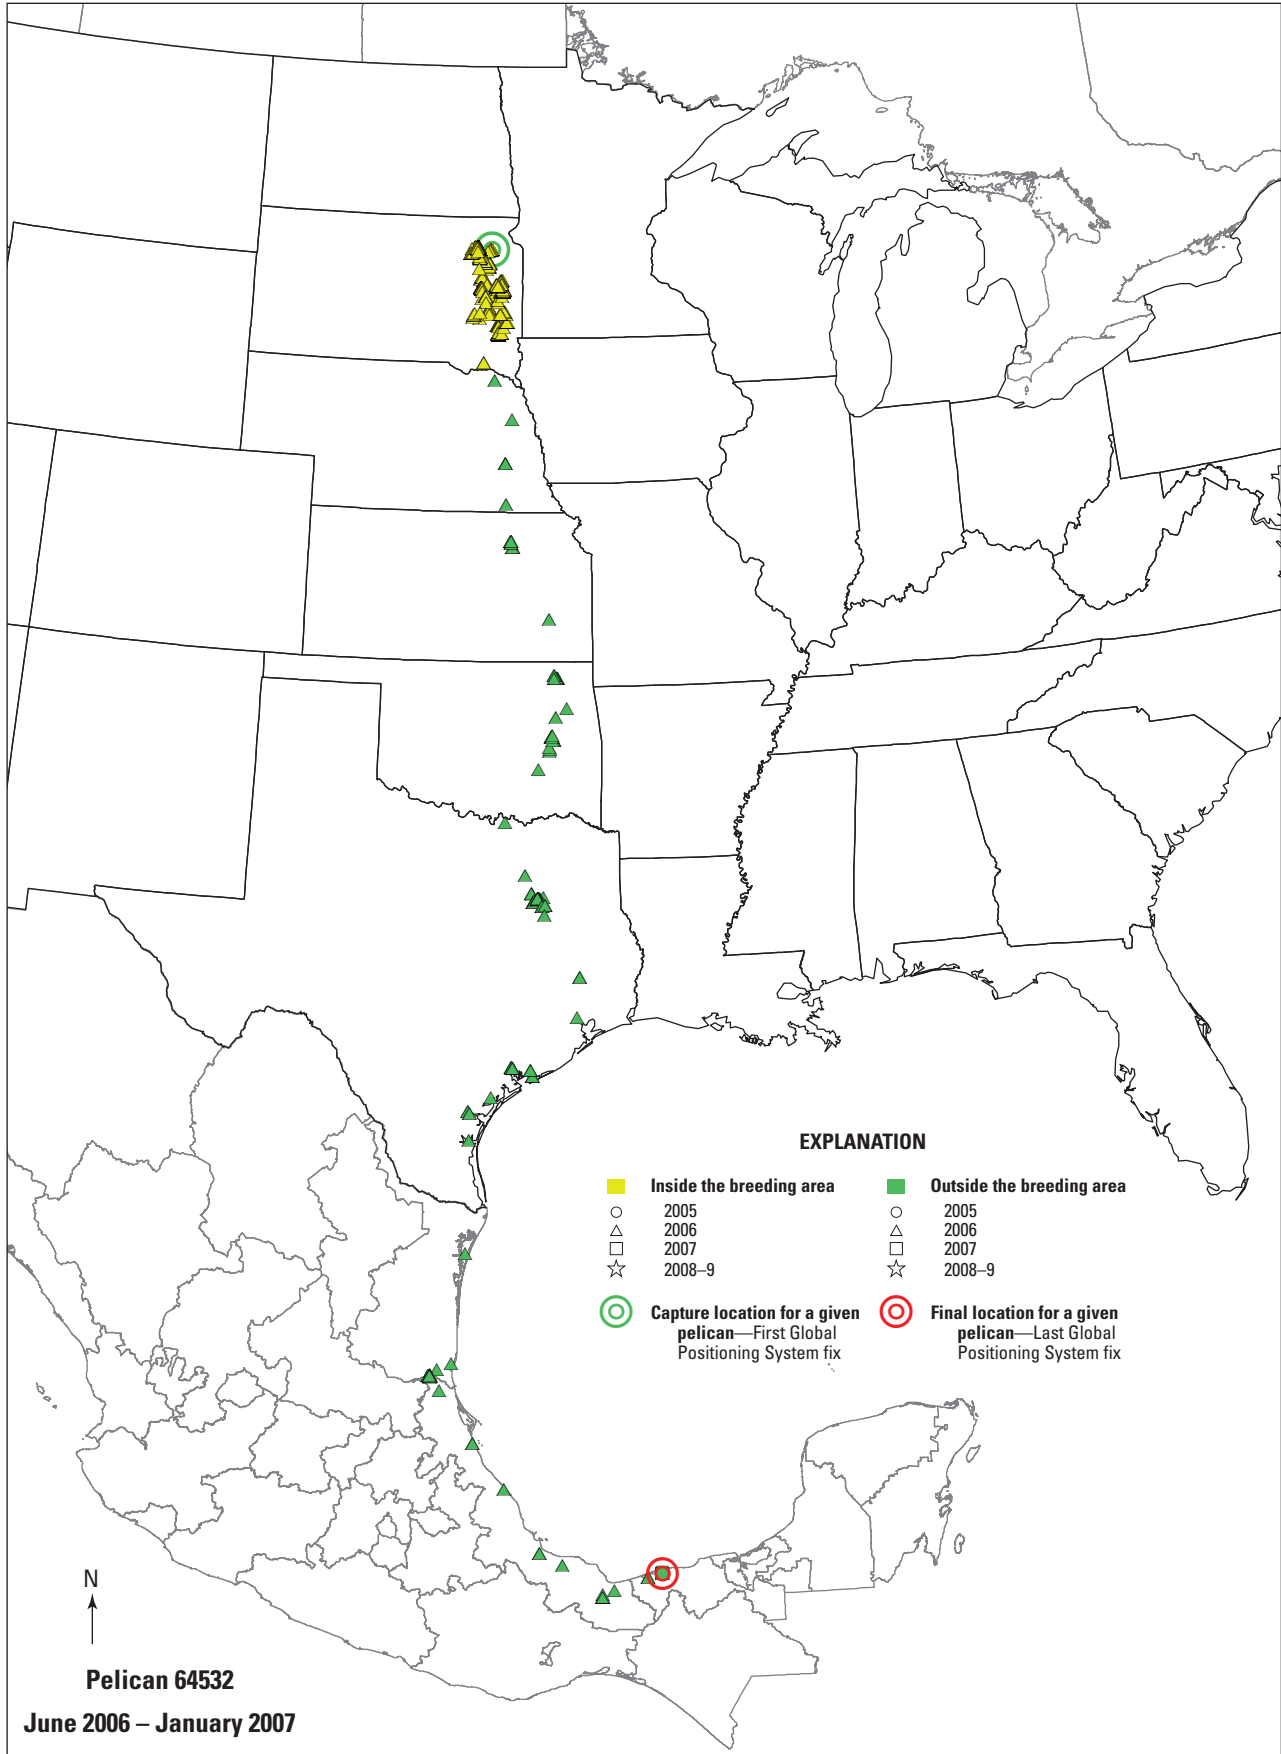 EXPLANATION
Inside the breeding area
2005
2006
2007
2008–9
Capture location for a given
pelican—First Global
Positioning System fix
Outside the breeding area
2005
2006
2007
2008–9
Final location for a given
pelican—Last Global
Positioning System fix
N
Pelican 64532
June 2006 – January 2007